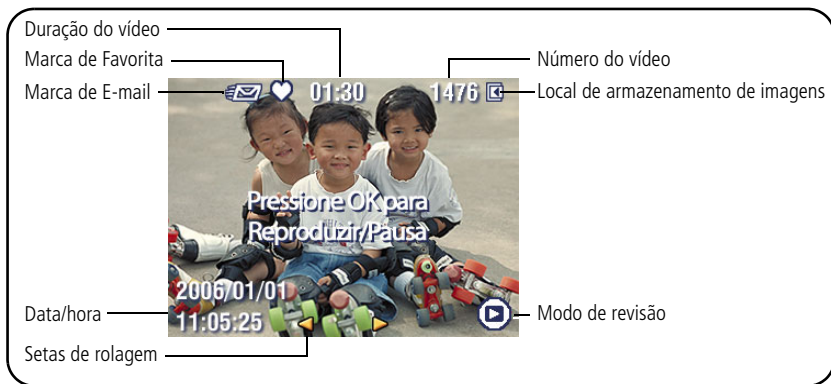 Duração do vídeo
Marca de Favorita
Número do vídeo
Marca de E-mail
01:30
1476
Local de armazenamento de imagens
Pressione OK para
Reproduzir/Pausa
2006/01/01
Data/hora
11:05:25
Modo de revisão
Setas de rolagem